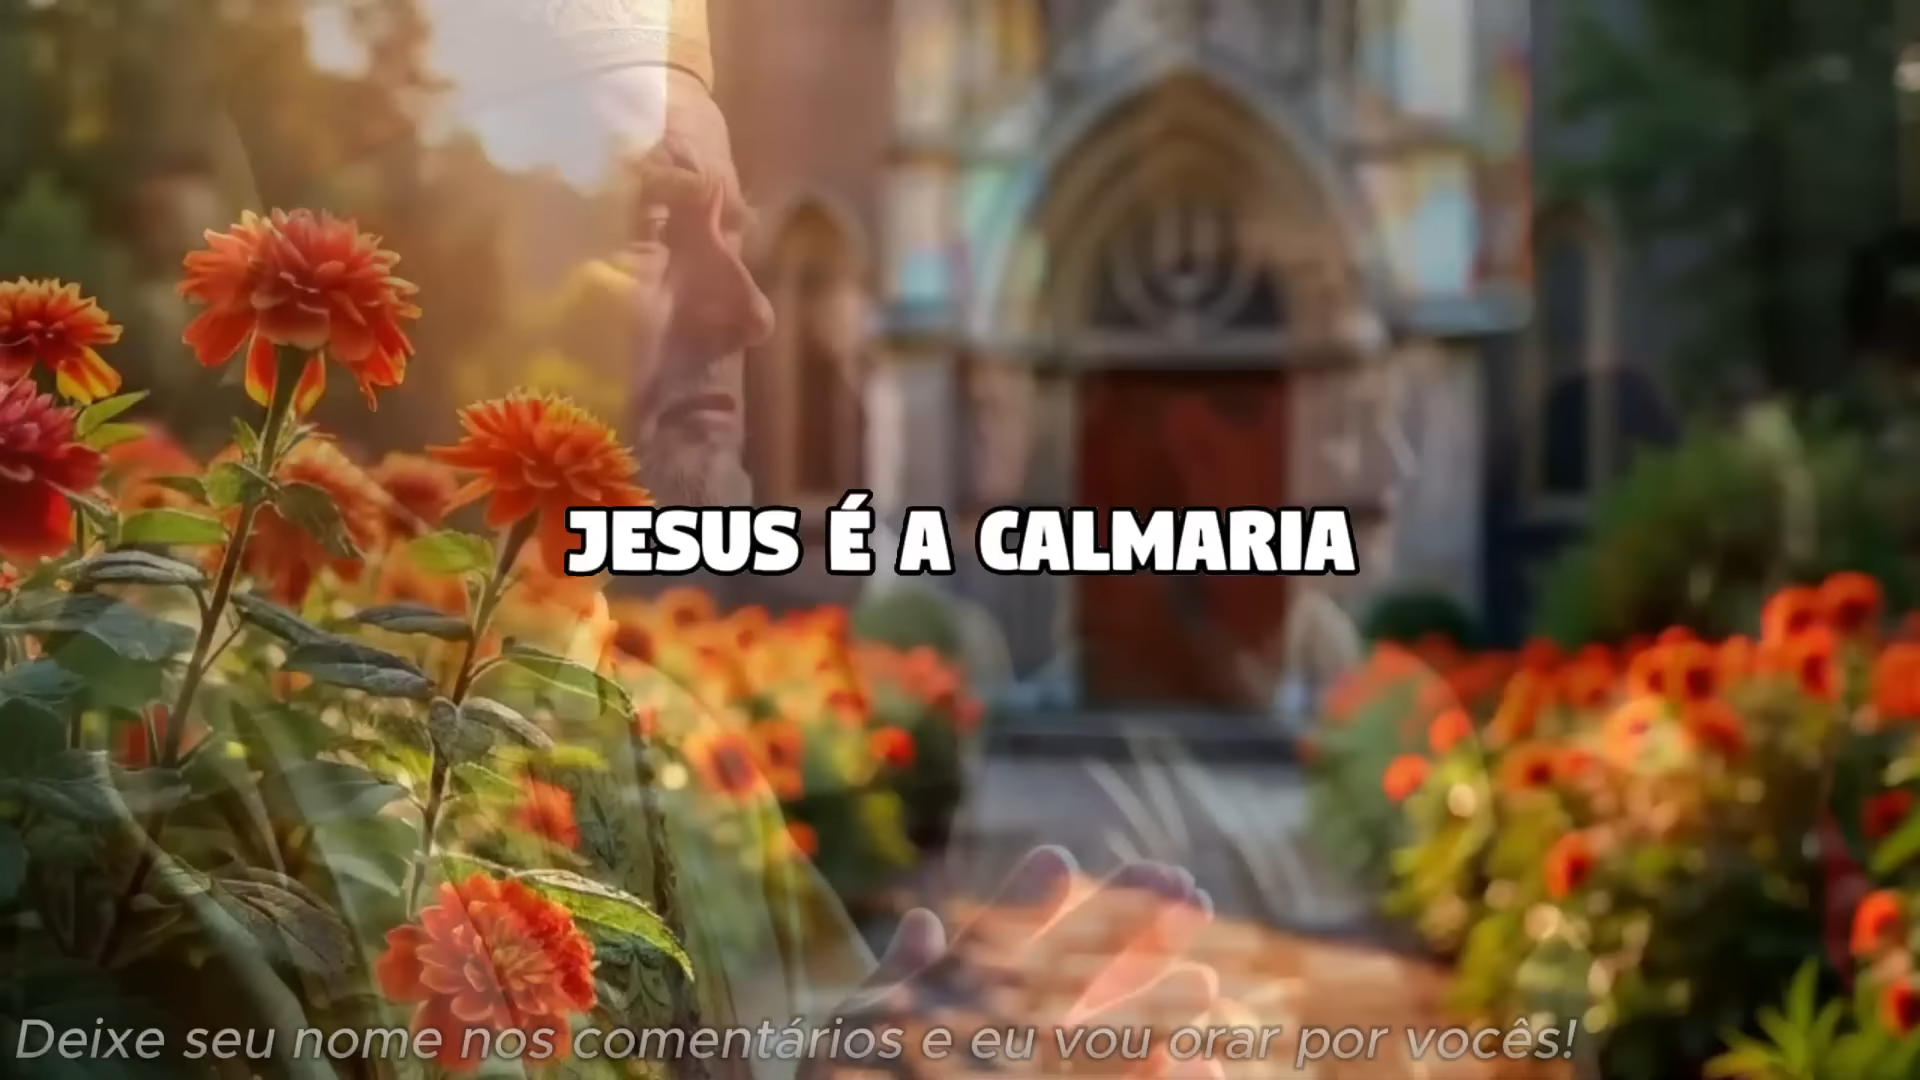 JESUS É A CALMARIA
Deixe seu nome nos comentários e eu vou orar por vocês!